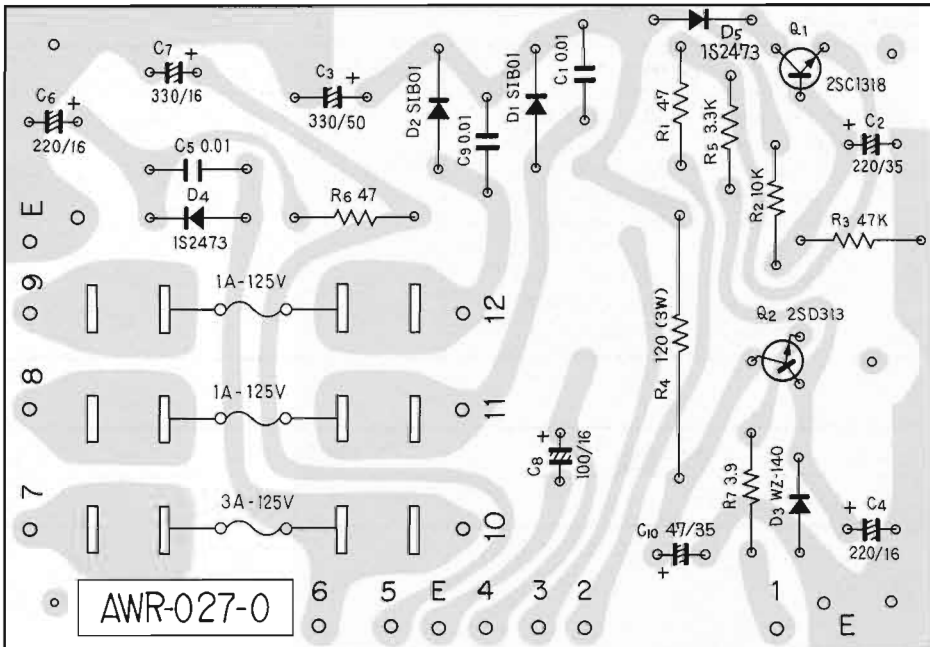 C7
+
330/16
C6
+
220/16
C3
+
330/50
C5 0.01
D4
1S2473
R6 47
D2 SIB01
C9 0.01
D1 SIB01
C1 0.01
D5
1S2473
Q1
2SC1318
R1 47
R5 3.3K
C2
+
220/35
R2 10K
R3 47K
E
9
1A-125V
12
8
1A-125V
11
7
3A-125V
10
R4 120 (3W)
Q2 2SD313
C8
+
100/16
R7 3.9
D3 WZ-140
C4
+
220/16
C10 47/35
+
AWR-027-0
6 5 E 4 3 2 1 E